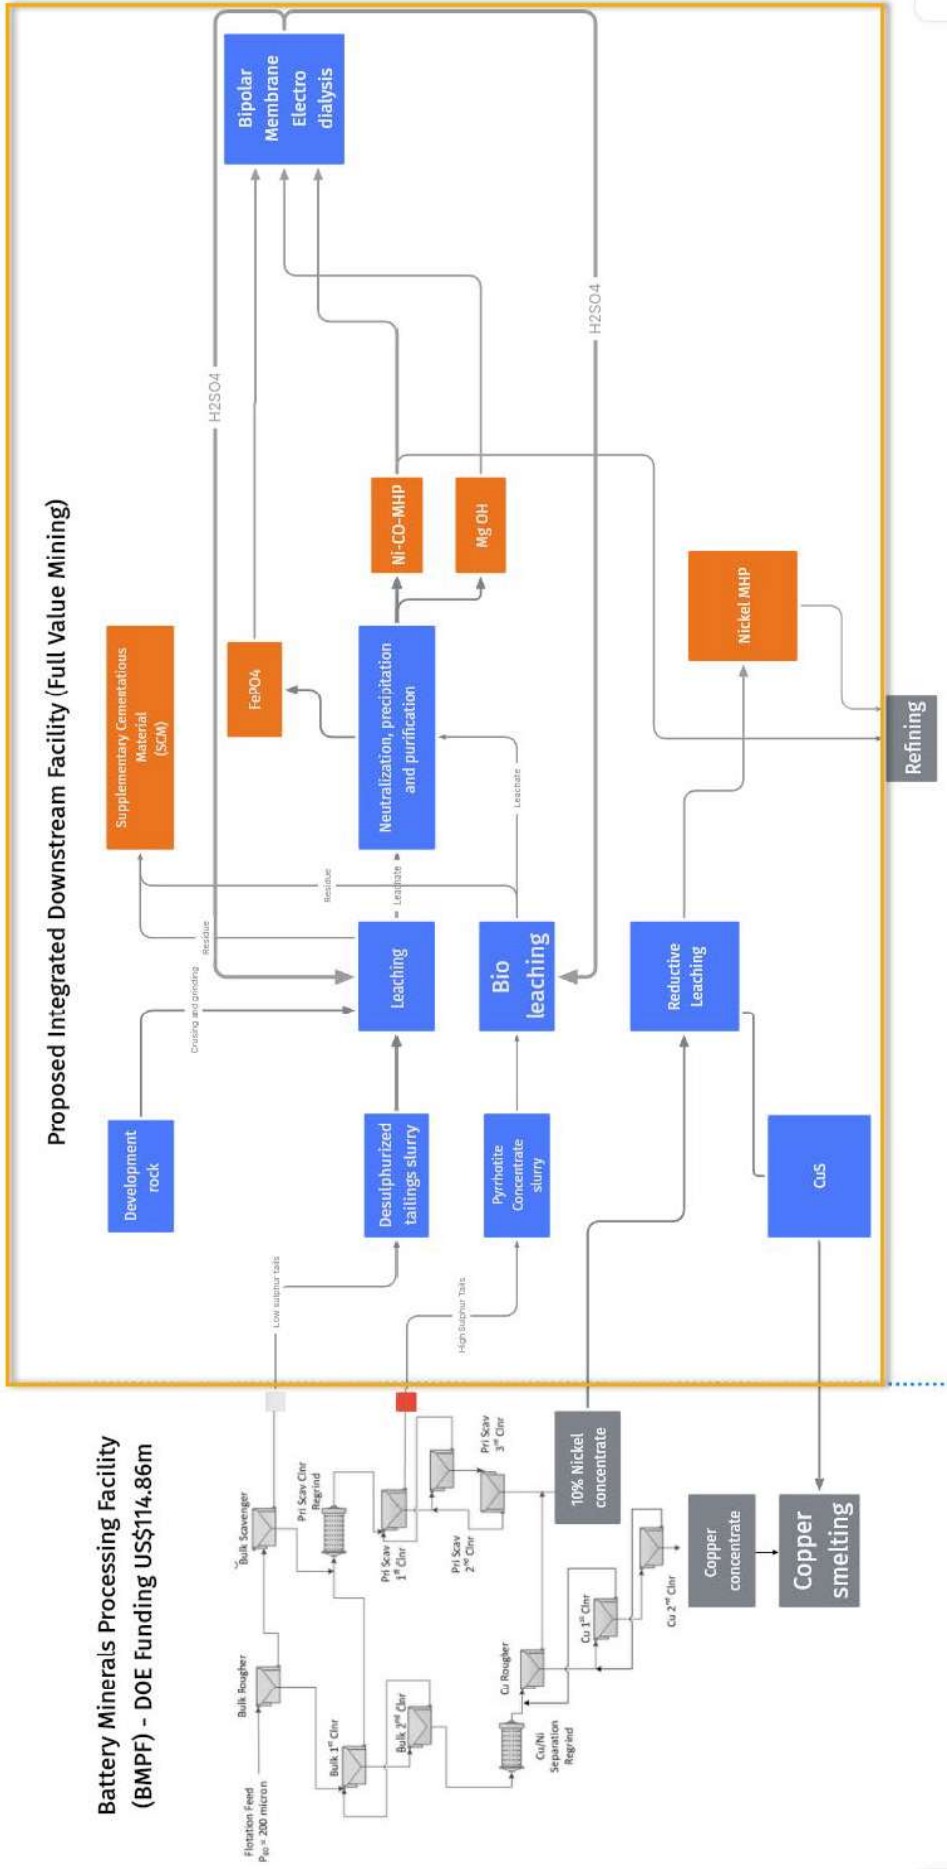 Battery Minerals Processing Facility
(BMPF) - DOE Funding US$114.86m
Flotation Feed
P80 = 200 micron
Bulk Rougher
Bulk Scavenger
Bulk 1st Clnr
Bulk 2nd Clnr
Pri Scav Clnr
Regrind
Pri Scav
1st Clnr
Pri Scav
2nd Clnr
Pri Scav
3rd Clnr
Cu/Ni
Separation
Regrind
Cu Rougher
Cu 1st Clnr
Cu 2nd Clnr
10% Nickel
concentrate
Copper
concentrate
Copper
smelting
Proposed Integrated Downstream Facility (Full Value Mining)
Low sulphur tails
High Sulphur Tails
Development
rock
Crusing and grinding
Desulphurized
tailings slurry
Pyrrhotite
Concentrate
slurry
CuS
Leaching
Bio
leaching
Reductive
Leaching
Residue
Residue
Leachate
Leachate
Supplementary Cementatious
Material
(SCM)
FePO4
Neutralization, precipitation
and purification
Ni-CO-MHP
Mg OH
Nickel MHP
Refining
H2SO4
H2SO4
Bipolar
Membrane
Electro
dialysis